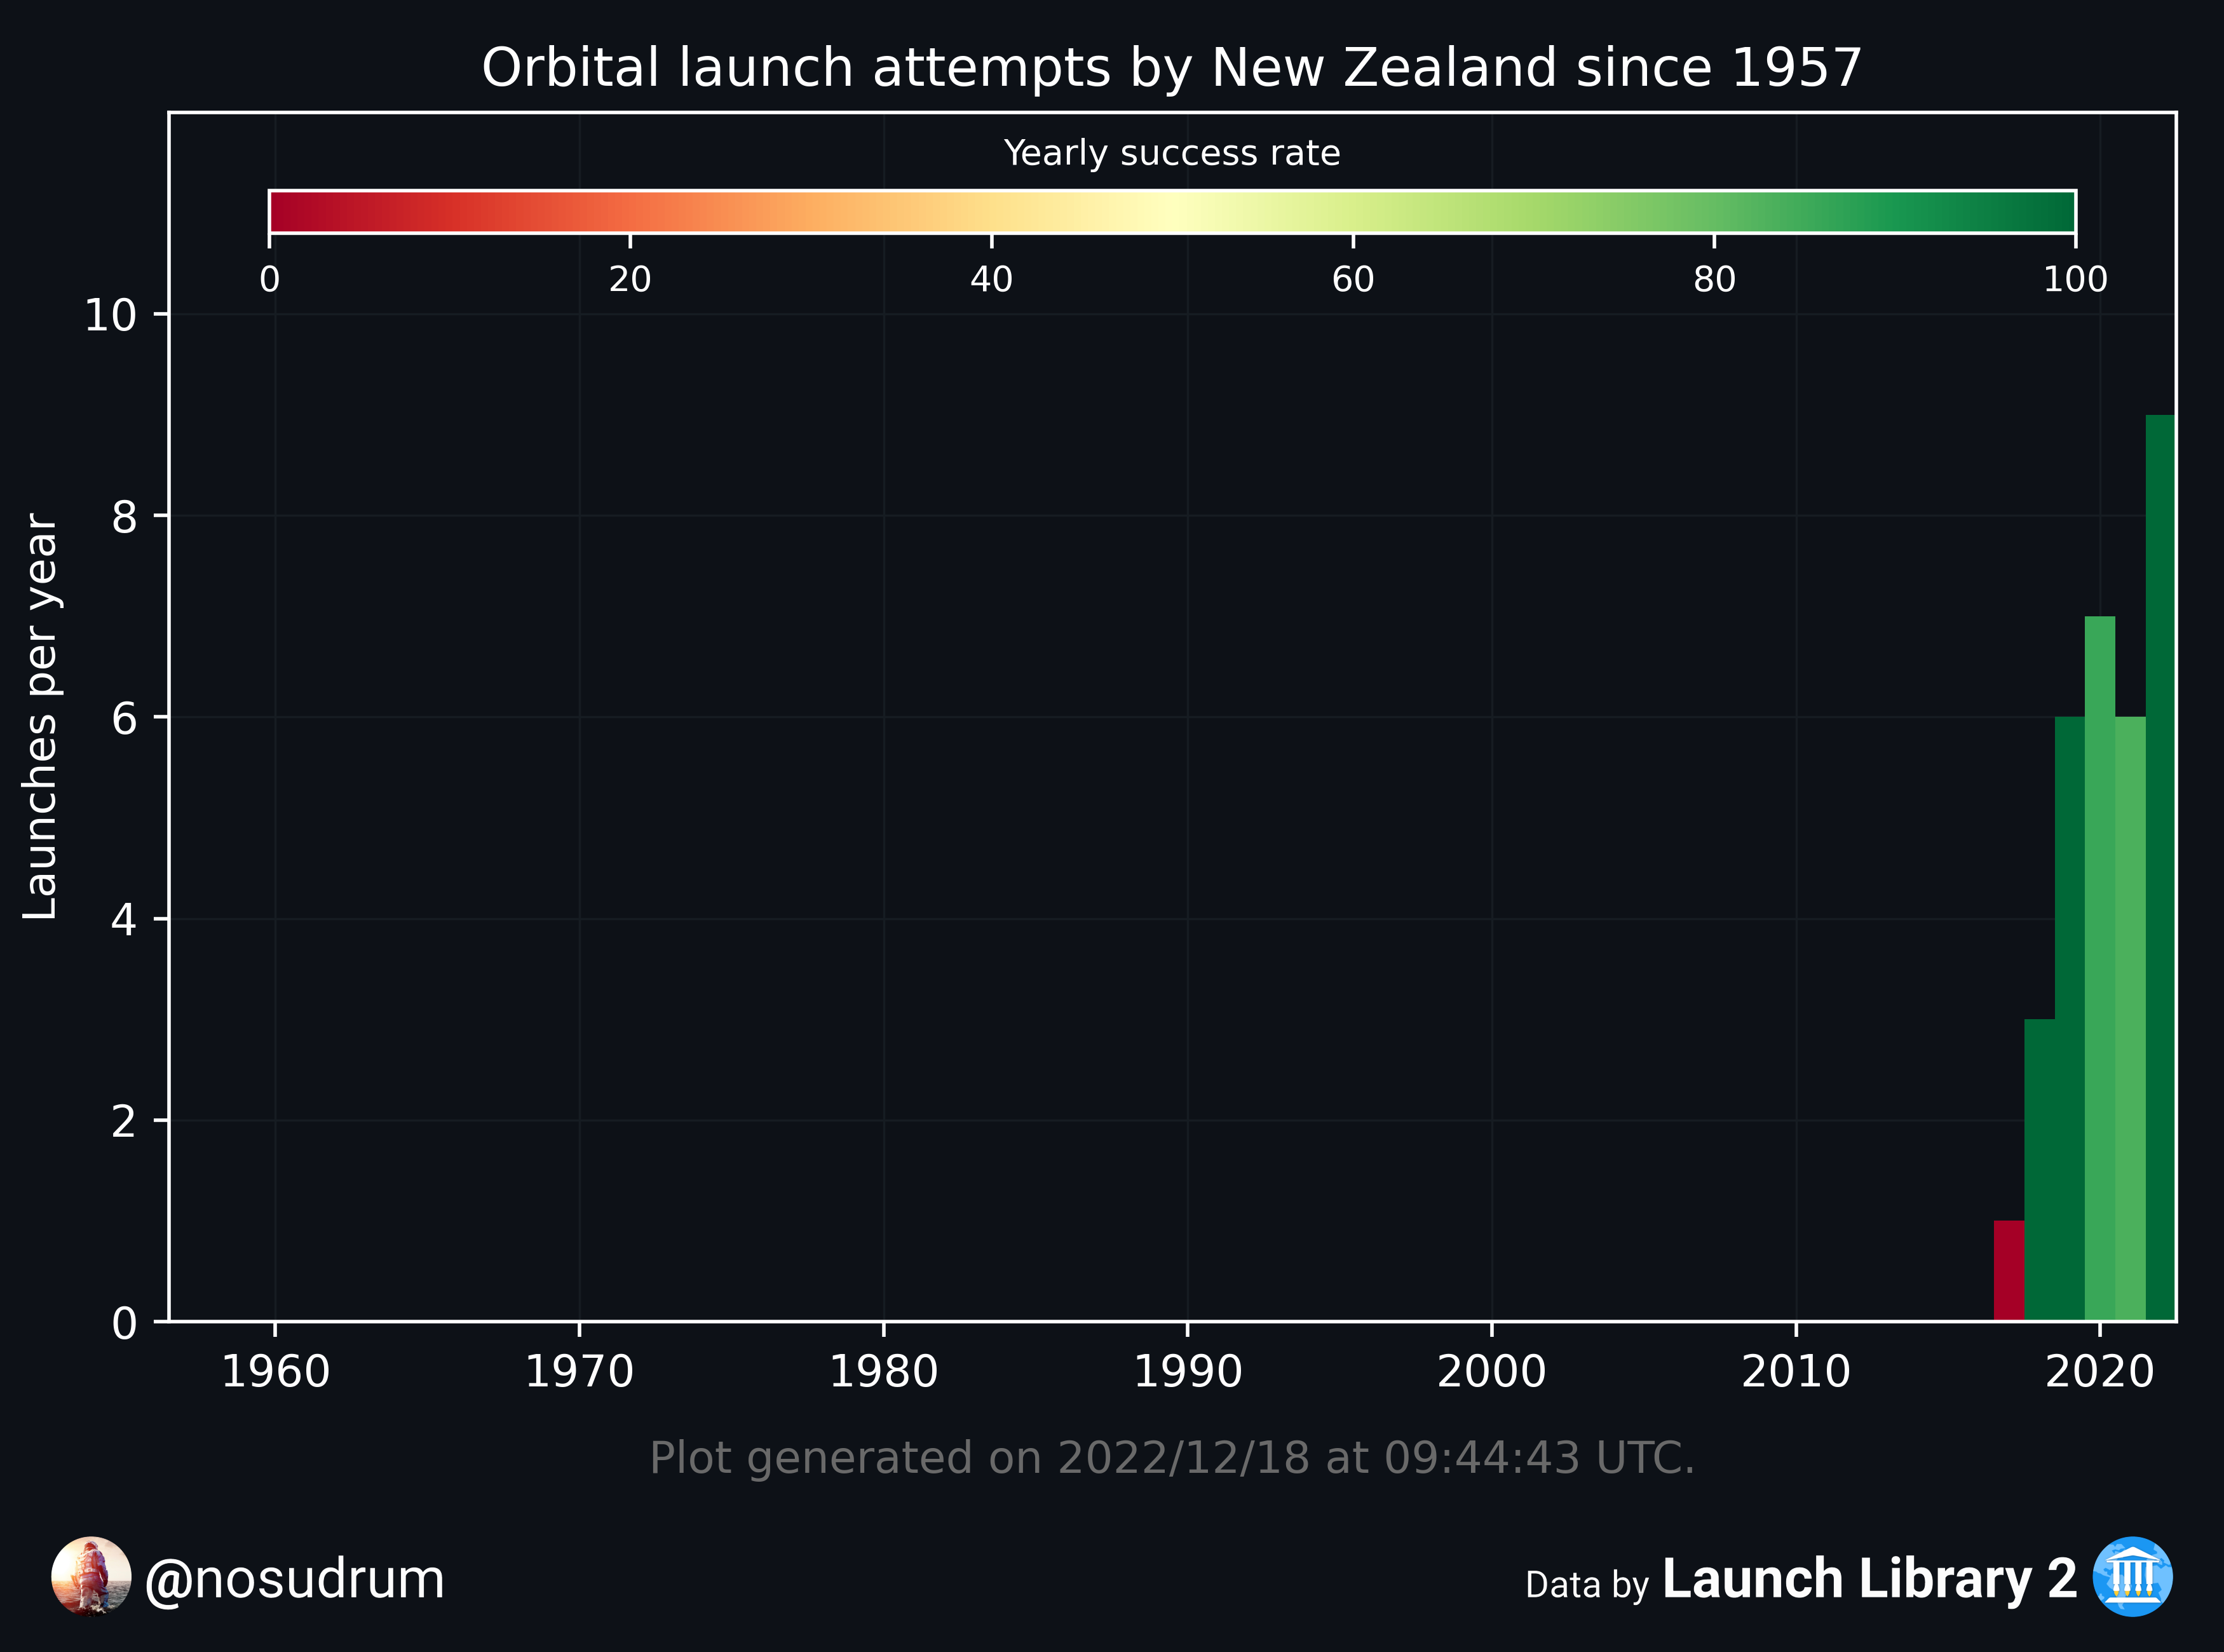 Orbital launch attempts by New Zealand since 1957
Yearly success rate
0 20 40 60 80 100
Launches per year
10
8
6
4
2
0
1960 1970 1980 1990 2000 2010 2020
Plot generated on 2022/12/18 at 09:44:43 UTC.
@nosudrum
Data by Launch Library 2